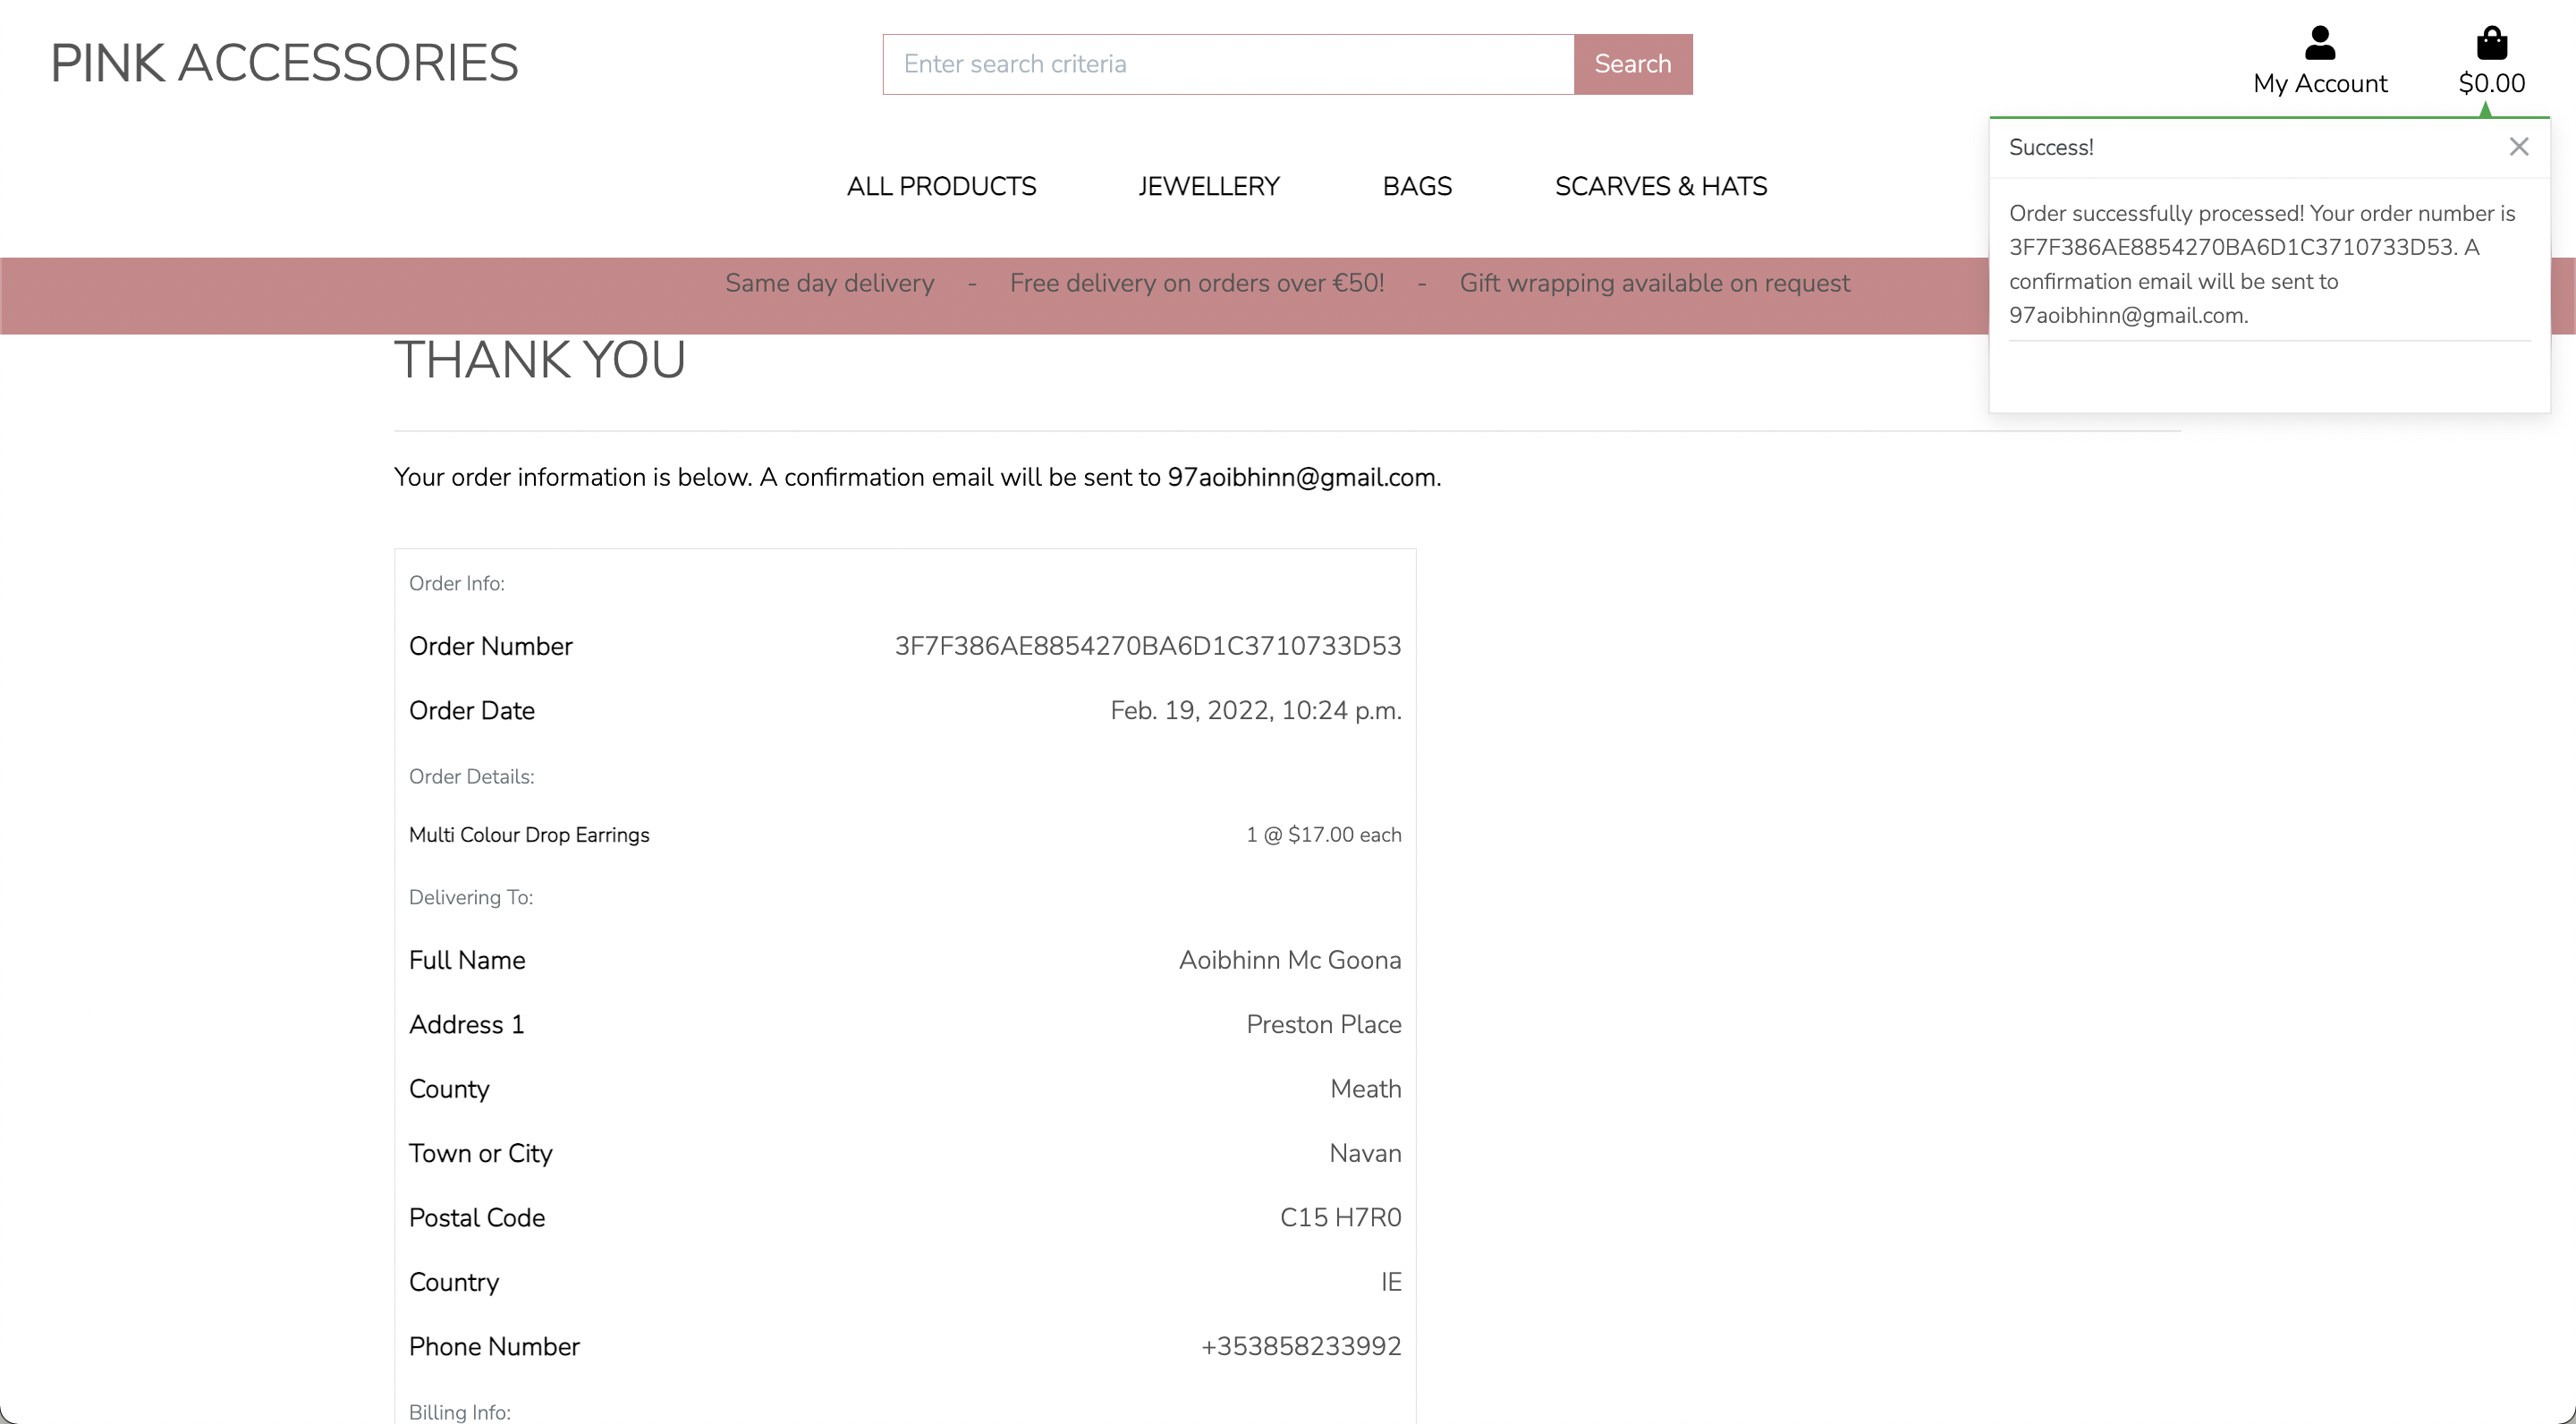 PINK ACCESSORIES
Enter search criteria
Search
My Account
$0.00
Success!
Order successfully processed! Your order number is
3F7F386AE8854270BA6D1C3710733D53. A
confirmation email will be sent to
97aoibhinn@gmail.com.
ALL PRODUCTS JEWELLERY BAGS SCARVES & HATS
Same day delivery - Free delivery on orders over €50! - Gift wrapping available on request
THANK YOU
Your order information is below. A confirmation email will be sent to 97aoibhinn@gmail.com.
Order Info:
Order Number 3F7F386AE8854270BA6D1C3710733D53
Order Date Feb. 19, 2022, 10:24 p.m.
Order Details:
Multi Colour Drop Earrings 1 @ $17.00 each
Delivering To:
Full Name Aoibhinn Mc Goona
Address 1 Preston Place
County Meath
Town or City Navan
Postal Code C15 H7R0
Country IE
Phone Number +353858233992
Billing Info: